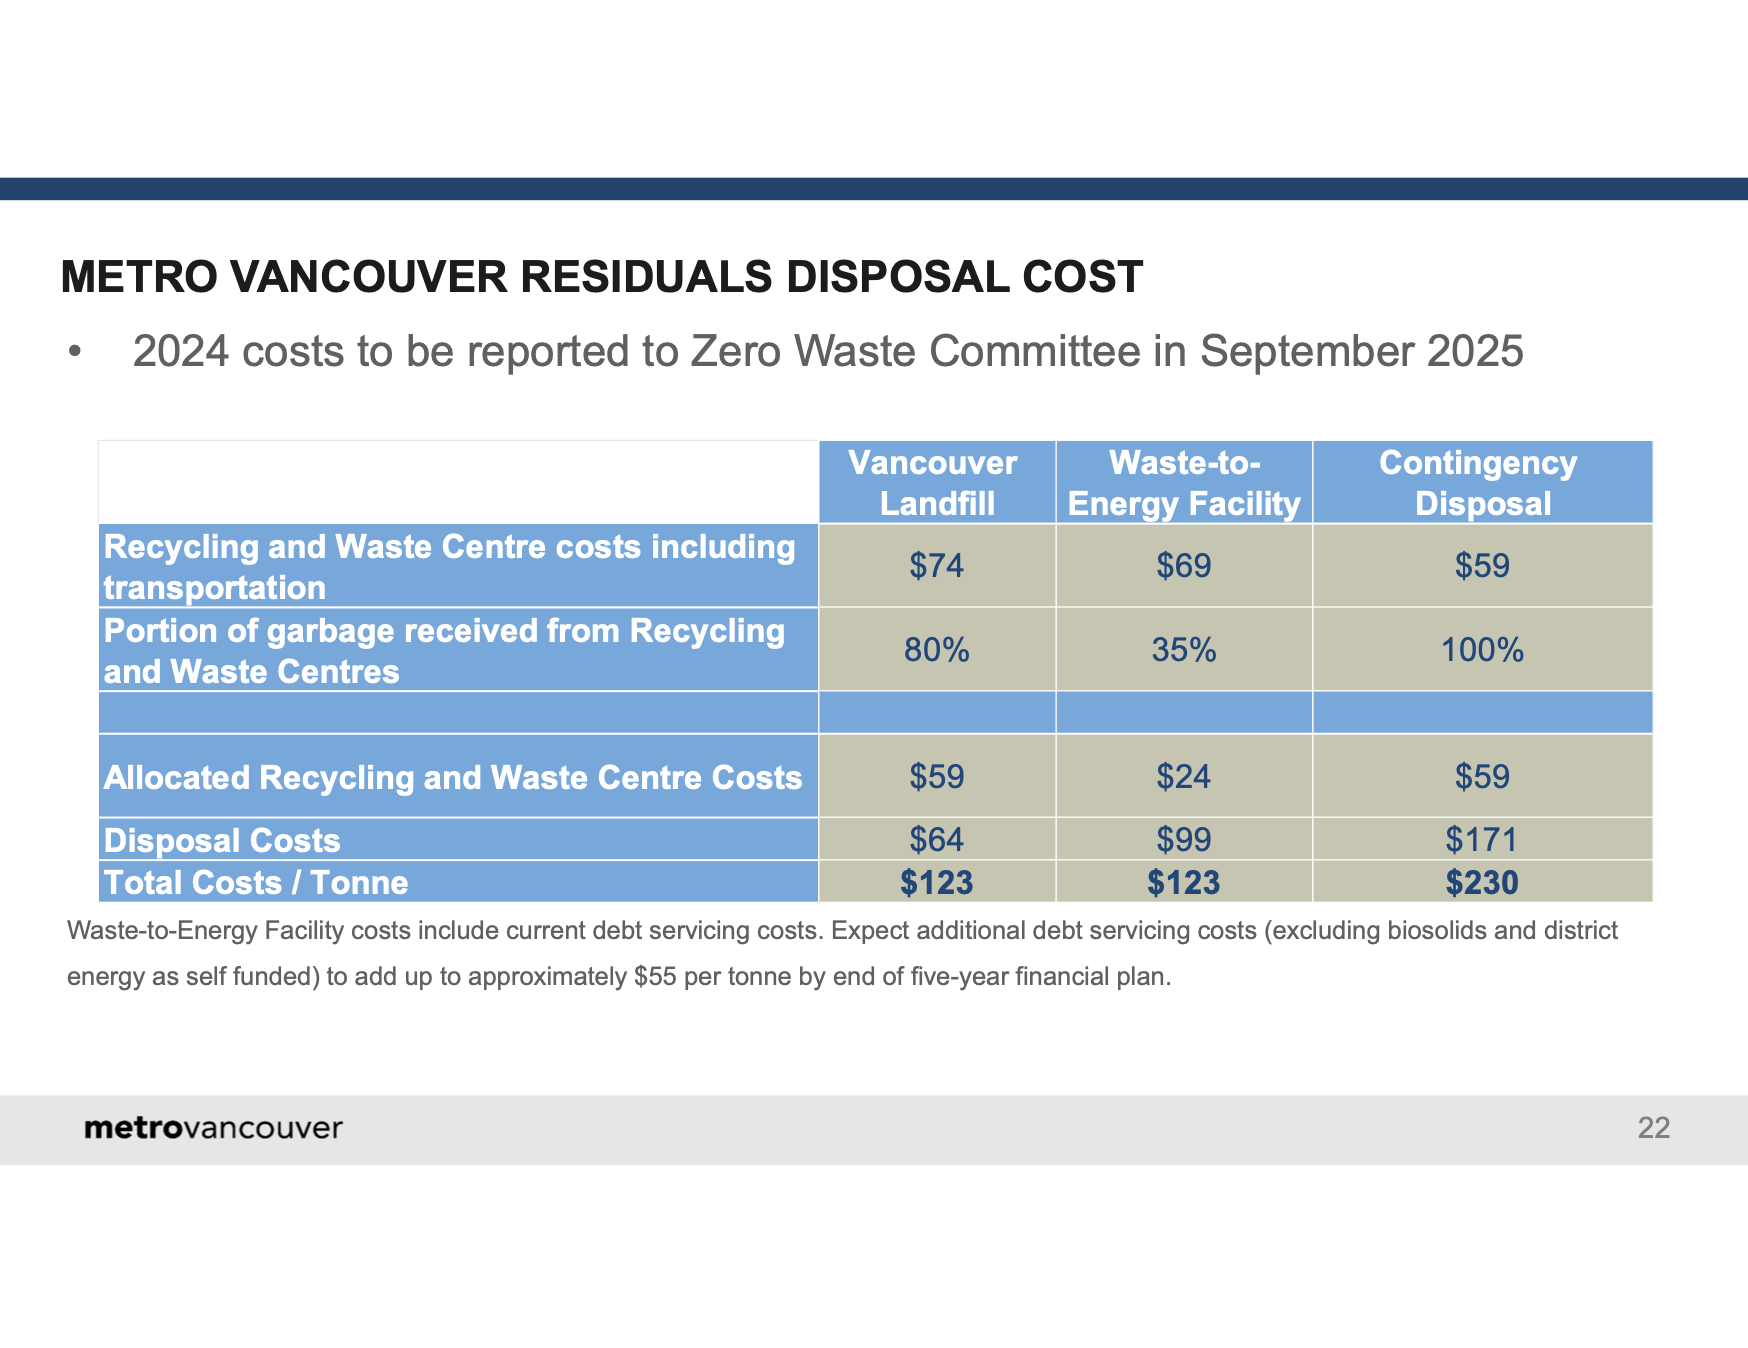 METRO VANCOUVER RESIDUALS DISPOSAL COST
• 2024 costs to be reported to Zero Waste Committee in September 2025
Vancouver Landfill
Waste-to-Energy Facility
Contingency Disposal
Recycling and Waste Centre costs including transportation $74 $69 $59
Portion of garbage received from Recycling and Waste Centres 80% 35% 100%
Allocated Recycling and Waste Centre Costs $59 $24 $59
Disposal Costs $64 $99 $171
Total Costs / Tonne $123 $123 $230
Waste-to-Energy Facility costs include current debt servicing costs. Expect additional debt servicing costs (excluding biosolids and district
energy as self funded) to add up to approximately $55 per tonne by end of five-year financial plan.
metrovancouver 22